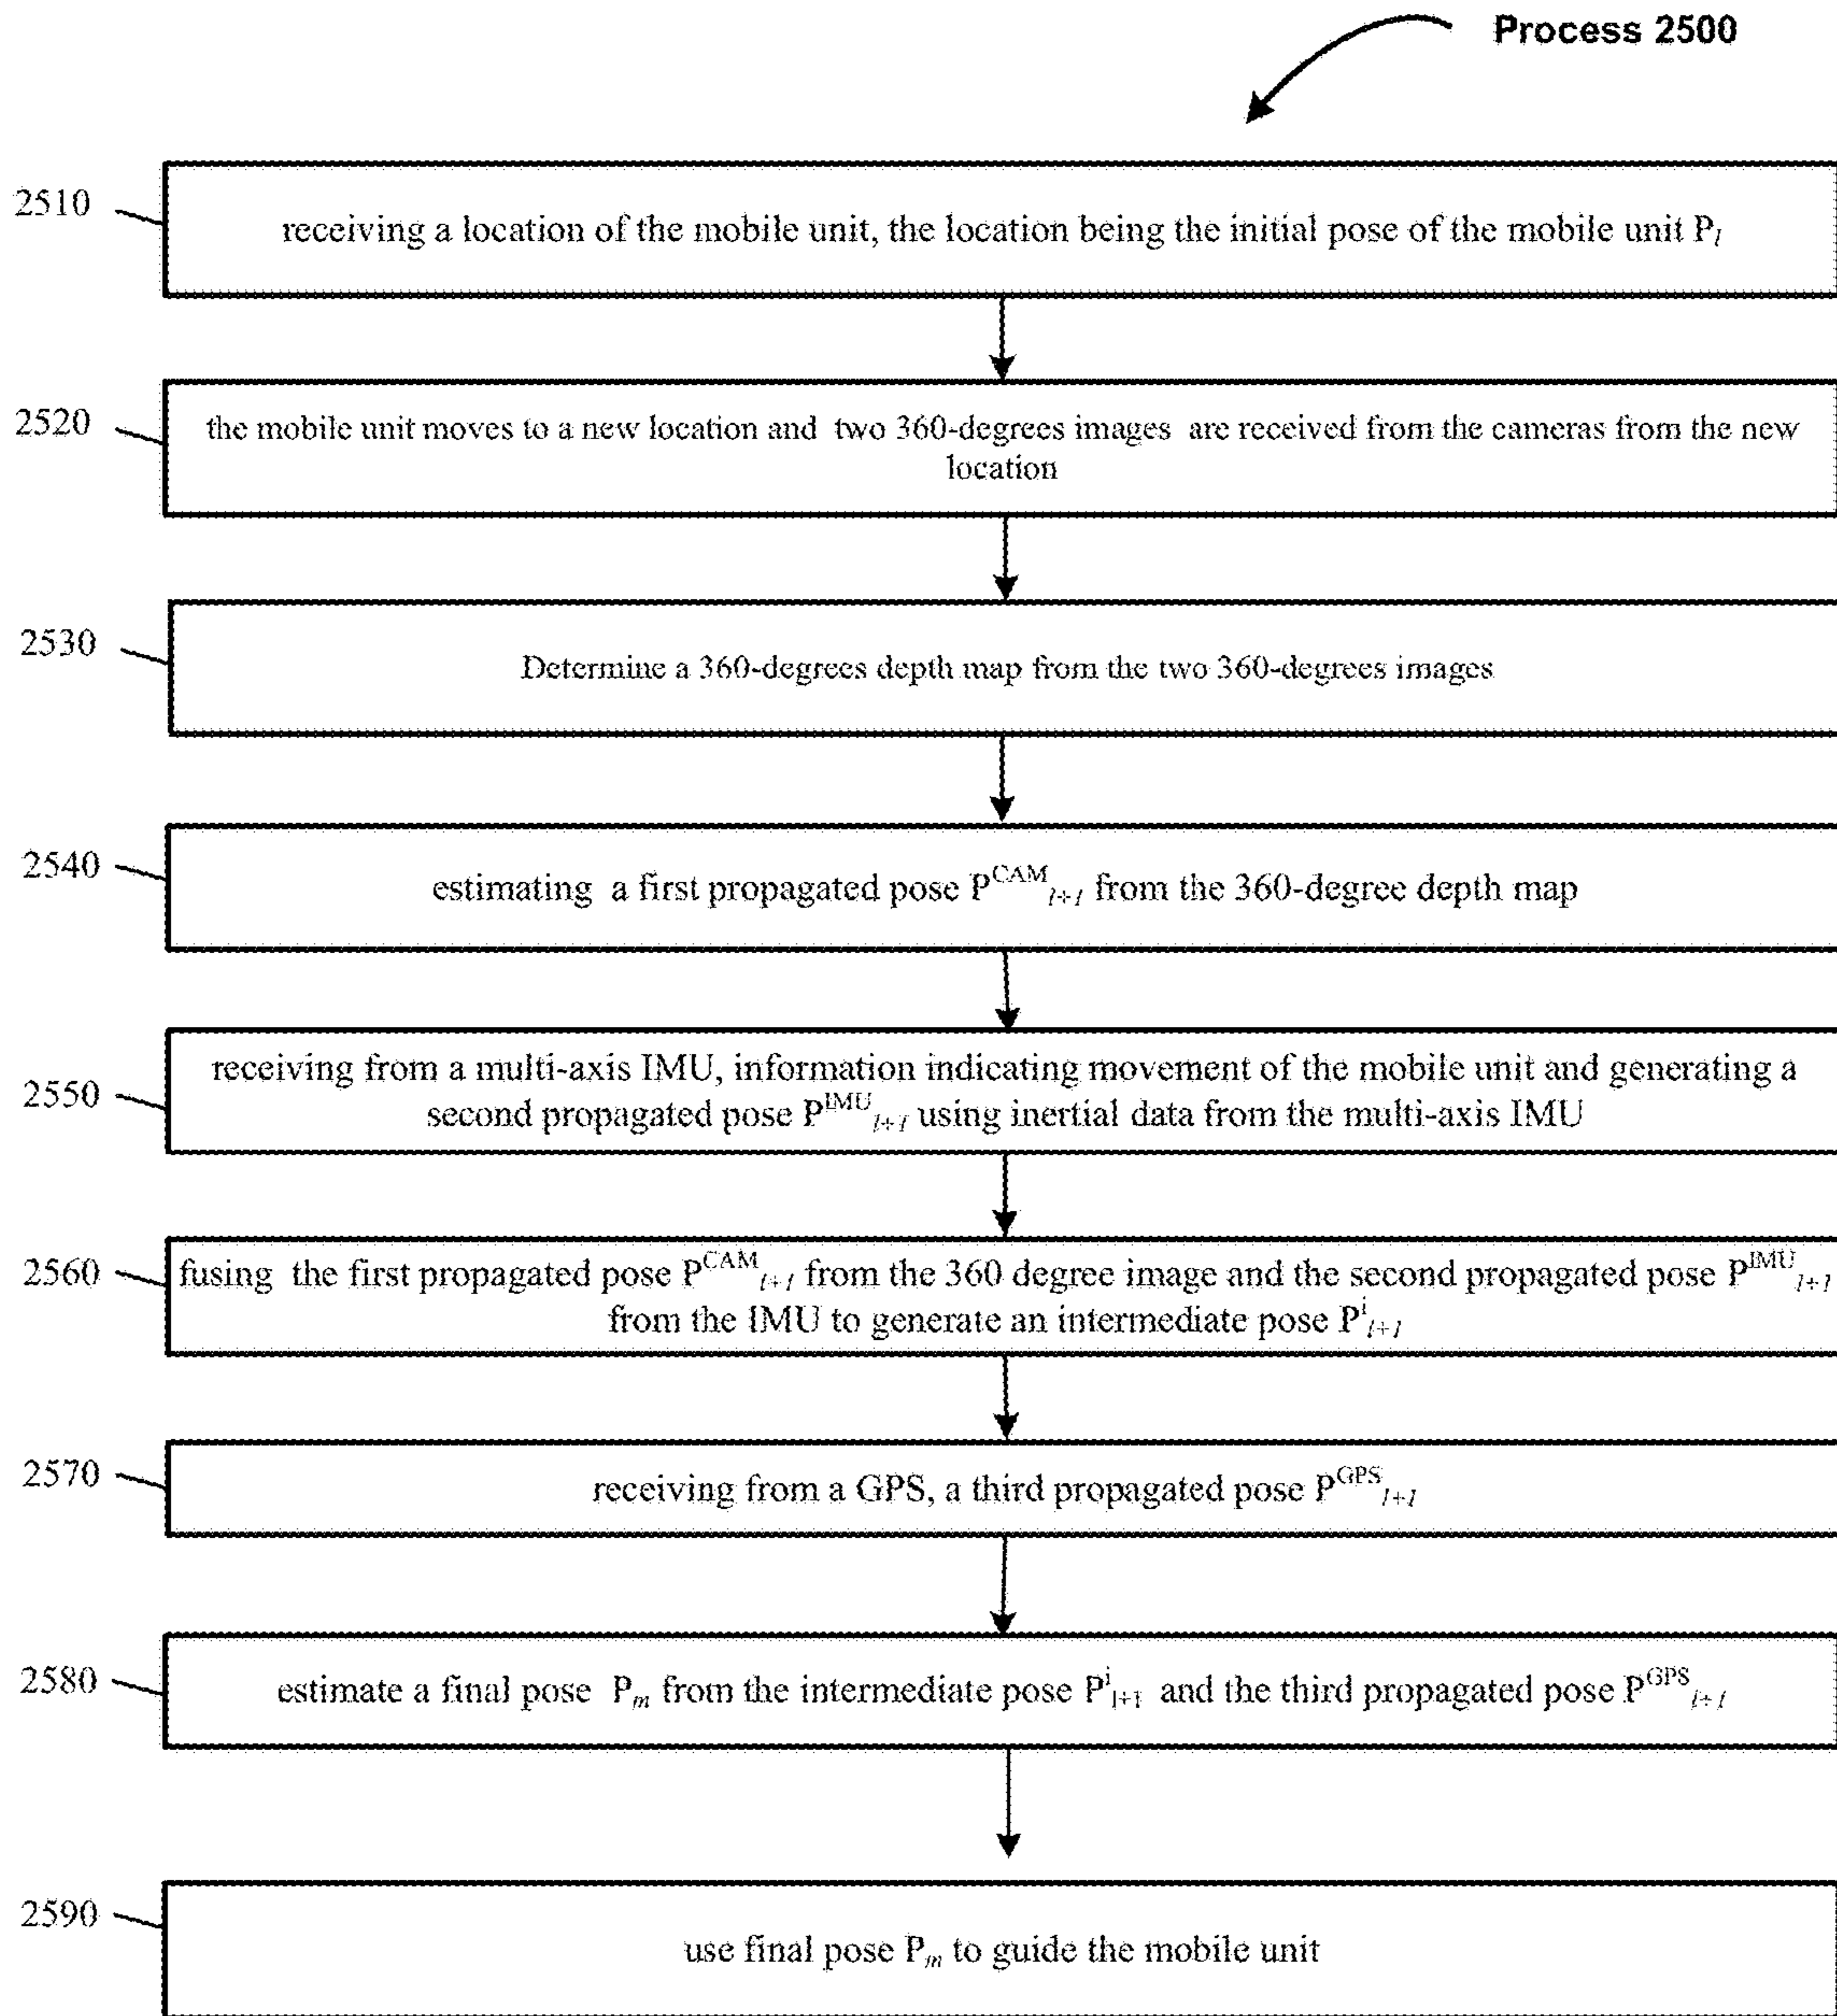 Process 2500
2510
receiving a location of the mobile unit, the location being the initial pose of the mobile unit P_l
2520
the mobile unit moves to a new location and two 360-degrees images are received from the cameras from the new
location
2530
Determine a 360-degrees depth map from the two 360-degrees images
2540
estimating a first propagated pose P^CAM_l+1 from the 360-degree depth map
2550
receiving from a multi-axis IMU, information indicating movement of the mobile unit and generating a
second propagated pose P^IMU_l+1 using inertial data from the multi-axis IMU
2560
fusing the first propagated pose P^CAM_l+1 from the 360 degree image and the second propagated pose P^IMU_l+1
from the IMU to generate an intermediate pose P^i_l+1
2570
receiving from a GPS, a third propagated pose P^GPS_l+1
2580
estimate a final pose P_m from the intermediate pose P^i_l+1 and the third propagated pose P^GPS_l+1
2590
use final pose P_m to guide the mobile unit